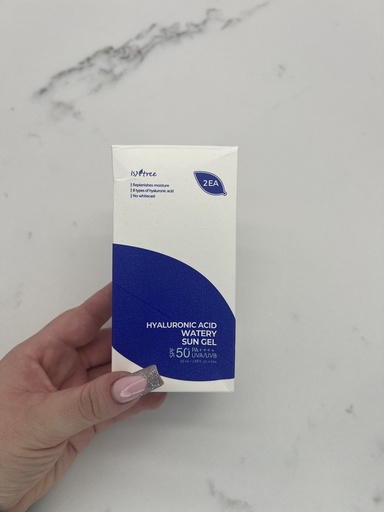 isntree
Replenishes moisture
8 types of hyaluronic acid
No whitecast
2EA
HYALURONIC ACID
WATERY
SUN GEL
SPF 50+ PA++++
UVA/UVB